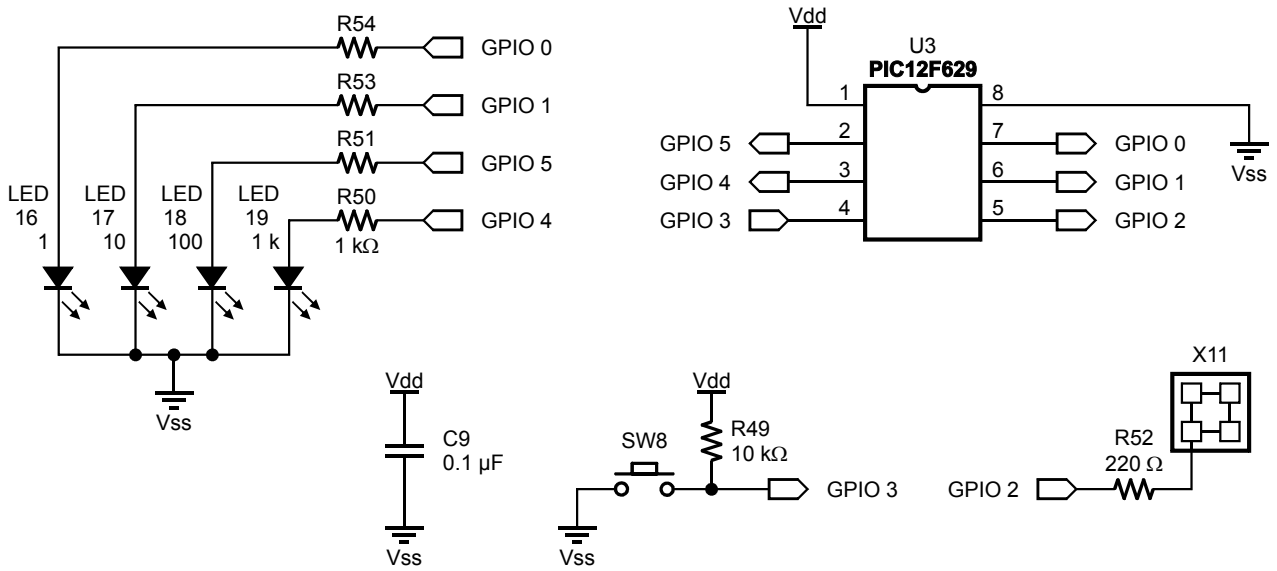 R54
GPIO 0
R53
GPIO 1
R51
GPIO 5
R50
GPIO 4
1 kΩ
LED
16
1
LED
17
10
LED
18
100
LED
19
1 k
Vss
Vdd
U3
PIC12F629
1
8
2
7
3
6
4
5
GPIO 5
GPIO 4
GPIO 3
GPIO 0
GPIO 1
GPIO 2
Vss
Vdd
C9
0.1 µF
Vss
Vdd
SW8
R49
10 kΩ
GPIO 3
Vss
X11
R52
220 Ω
GPIO 2